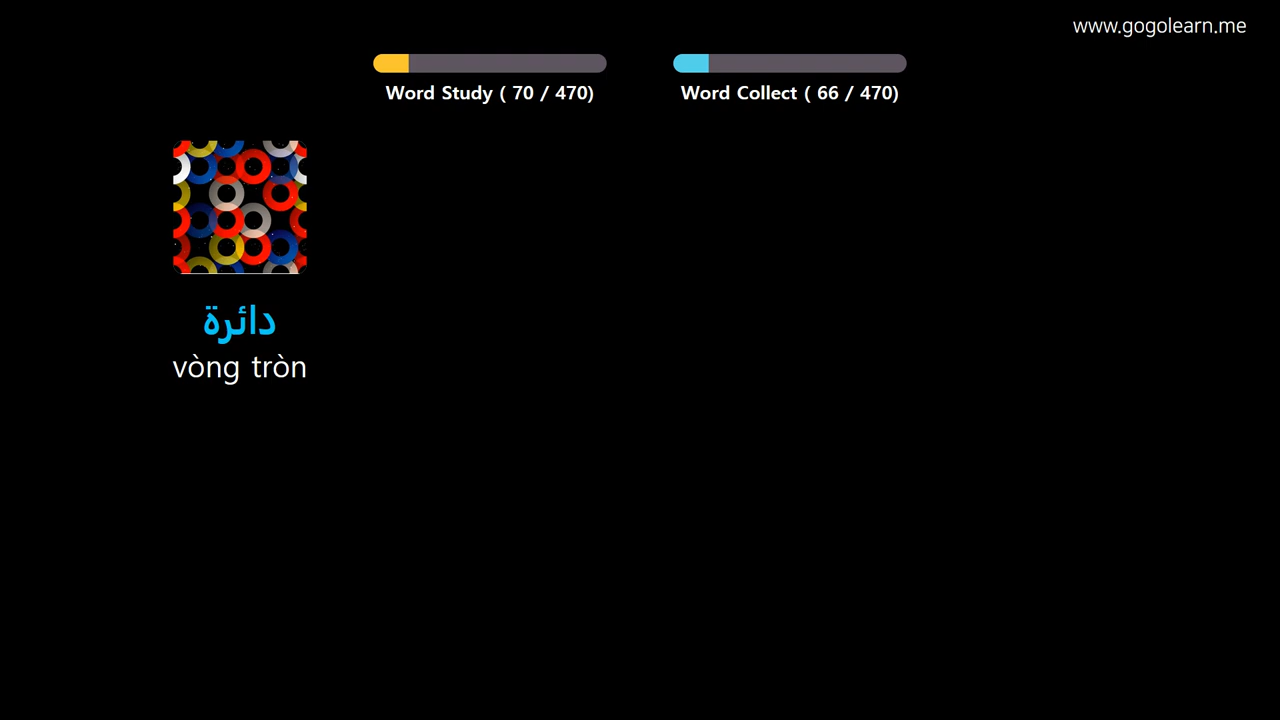 www.gogolearn.me
Word Study ( 70 / 470)
Word Collect ( 66 / 470)
دائرة
vòng tròn